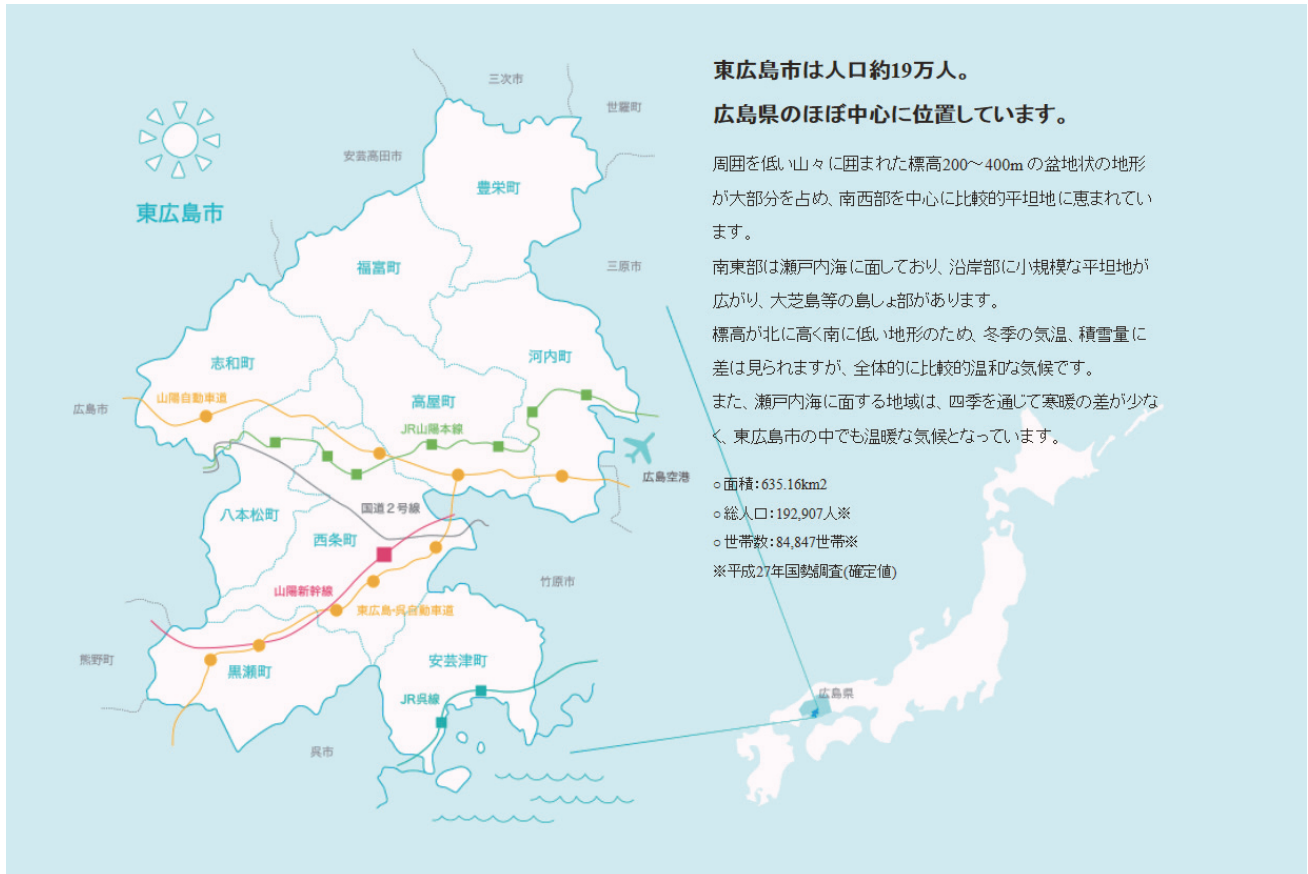 東広島市は人口約19万人。
広島県のほぼ中心に位置しています。
周囲を低い山々に囲まれた標高200〜400m の盆地状の地形
が大部分を占め、南西部を中心に比較的平坦地に恵まれてい
ます。
南東部は瀬戸内海に面しており、沿岸部に小規模な平坦地が
広がり、大芝島等の島しょ部があります。
標高が北に高く南に低い地形のため、冬季の気温、積雪量に
差は見られますが、全体的に比較的温和な気候です。
また、瀬戸内海に面する地域は、四季を通じて寒暖の差が少な
く、東広島市の中でも温暖な気候となっています。
○面積:635.16km2
○総人口:192,907人※
○世帯数:84,847世帯※
※平成27年国勢調査(確定値)
三次市
世羅町
安芸高田市
豊栄町
東広島市
福富町
三原市
志和町
河内町
山陽自動車道
高屋町
広島市
JR山陽本線
広島空港
国道2号線
八本松町
西条町
竹原市
山陽新幹線
東広島・呉自動車道
熊野町
安芸津町
黒瀬町
JR呉線
広島県
呉市